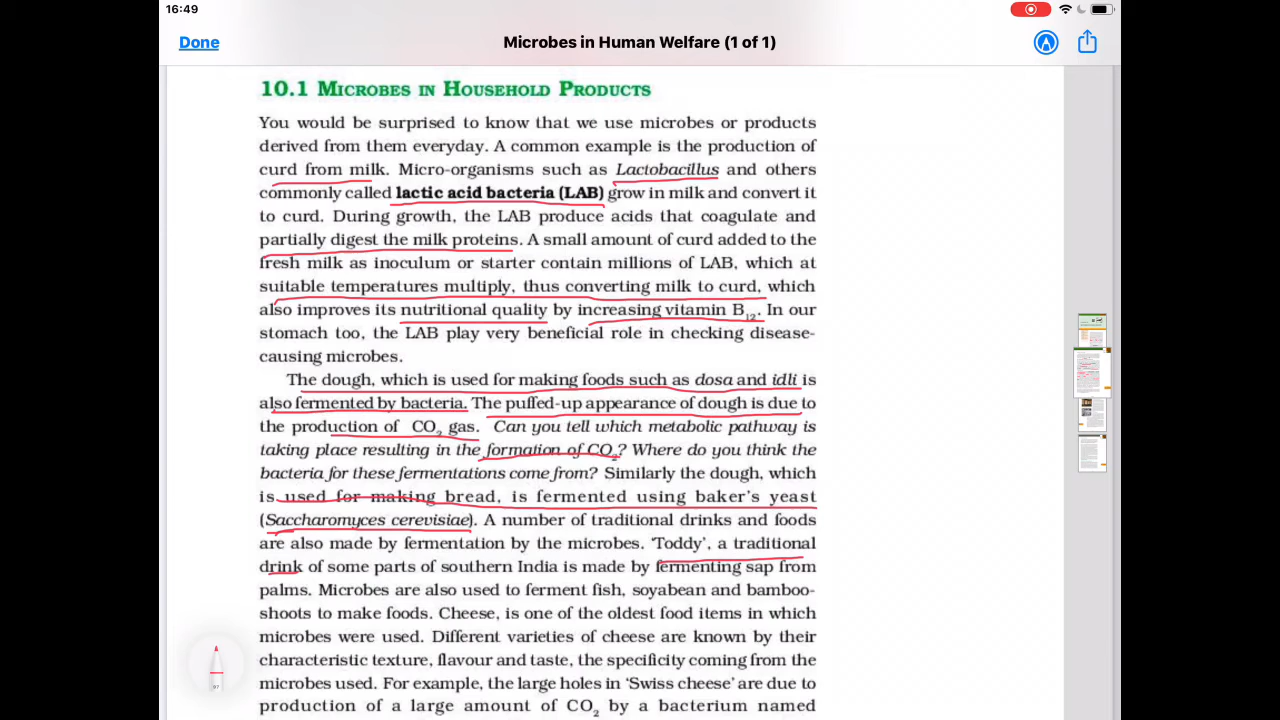 16:49
Done
Microbes in Human Welfare (1 of 1)
10.1 MICROBES IN HOUSEHOLD PRODUCTS
You would be surprised to know that we use microbes or products
derived from them everyday. A common example is the production of
curd from milk. Micro-organisms such as Lactobacillus and others
commonly called lactic acid bacteria (LAB) grow in milk and convert it
to curd. During growth, the LAB produce acids that coagulate and
partially digest the milk proteins. A small amount of curd added to the
fresh milk as inoculum or starter contain millions of LAB, which at
suitable temperatures multiply, thus converting milk to curd, which
also improves its nutritional quality by increasing vitamin B₁₂. In our
stomach too, the LAB play very beneficial role in checking disease-
causing microbes.
The dough, which is used for making foods such as dosa and idli is
also fermented by bacteria. The puffed-up appearance of dough is due to
the production of CO₂ gas. Can you tell which metabolic pathway is
taking place resulting in the formation of CO₂? Where do you think the
bacteria for these fermentations come from? Similarly the dough, which
is used for making bread, is fermented using baker's yeast
(Saccharomyces cerevisiae). A number of traditional drinks and foods
are also made by fermentation by the microbes. 'Toddy', a traditional
drink of some parts of southern India is made by fermenting sap from
palms. Microbes are also used to ferment fish, soyabean and bamboo-
shoots to make foods. Cheese, is one of the oldest food items in which
microbes were used. Different varieties of cheese are known by their
characteristic texture, flavour and taste, the specificity coming from the
microbes used. For example, the large holes in 'Swiss cheese' are due to
production of a large amount of CO₂ by a bacterium named